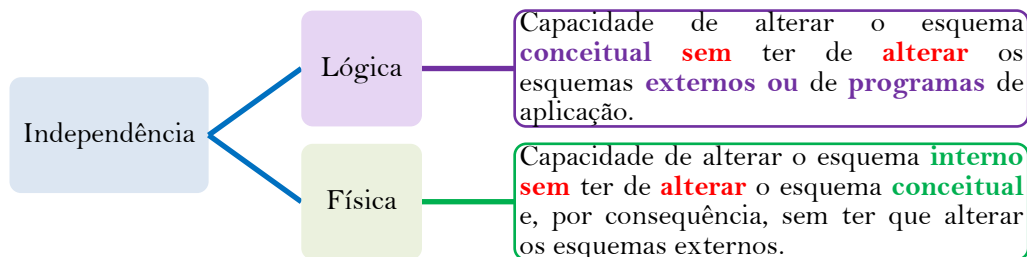 Independência
Lógica
Capacidade de alterar o esquema
conceitual sem ter de alterar os
esquemas externos ou de programas de
aplicação.
Física
Capacidade de alterar o esquema interno
sem ter de alterar o esquema conceitual
e, por consequência, sem ter que alterar
os esquemas externos.